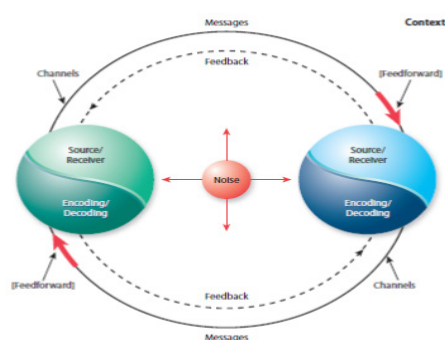 Messages
Context
Feedback
Channels
[Feedforward]
Source/
Receiver
Encoding/
Decoding
Noise
Source/
Receiver
Encoding/
Decoding
[Feedforward]
Feedback
Channels
Messages